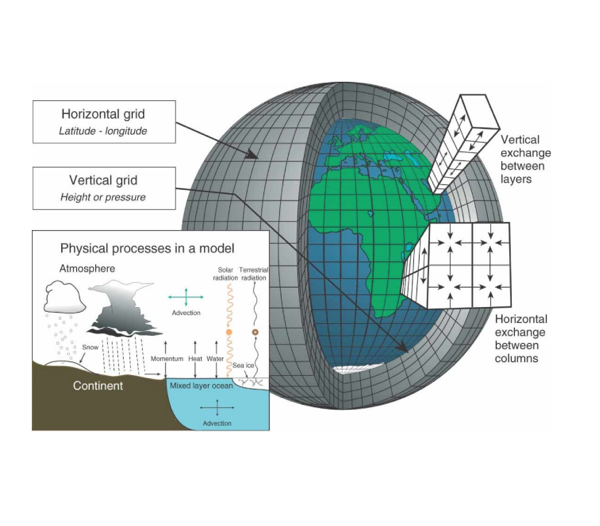 Horizontal grid
Latitude - longitude
Vertical grid
Height or pressure
Vertical
exchange
between
layers
Horizontal
exchange
between
columns
Physical processes in a model
Atmosphere
Solar
radiation
Terrestrial
radiation
Advection
Snow
Momentum Heat Water
Sea ice
Continent
Mixed layer ocean
Advection